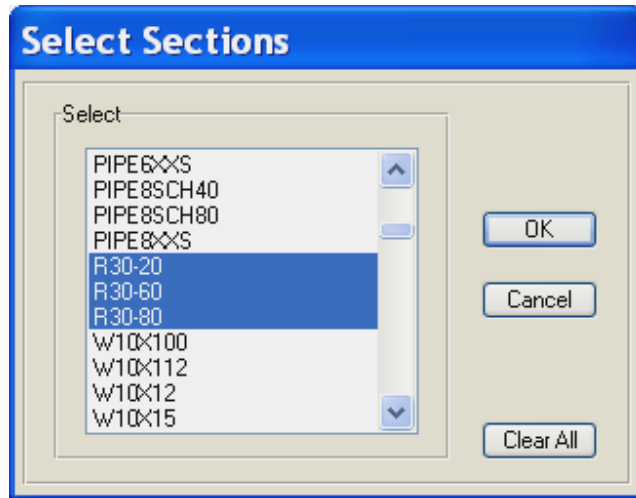 Select Sections
Select
PIPE6XXS
PIPE8SCH40
PIPE8SCH80
PIPE8XXS
R30-20
R30-60
R30-80
W10X100
W10X112
W10X12
W10X15
OK
Cancel
Clear All